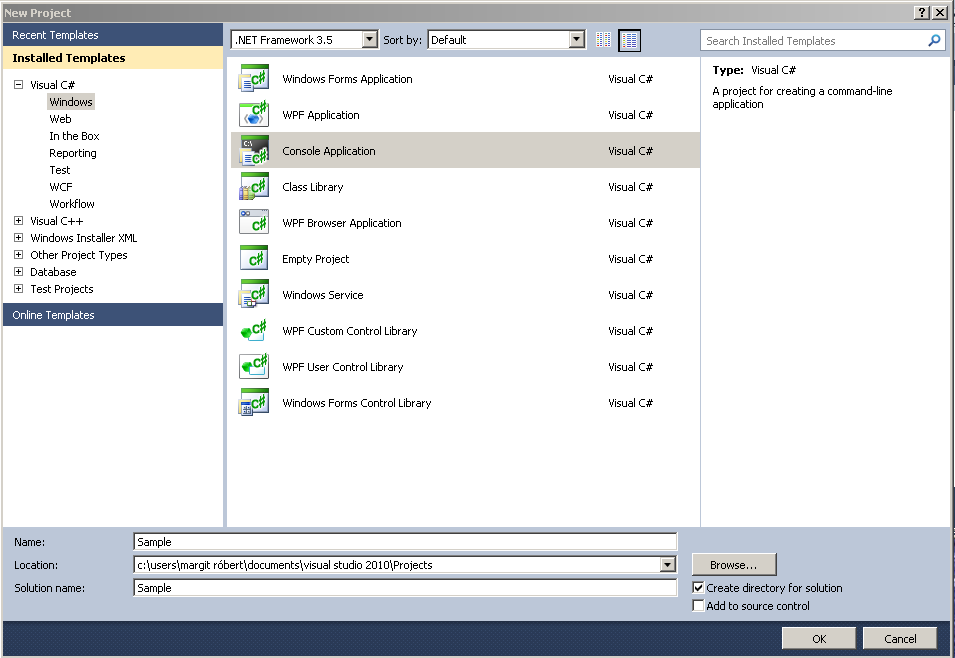 New Project
Recent Templates
Installed Templates
Visual C#
Windows
Web
In the Box
Reporting
Test
WCF
Workflow
Visual C++
Windows Installer XML
Other Project Types
Database
Test Projects
Online Templates
.NET Framework 3.5 Sort by: Default
Windows Forms Application Visual C#
WPF Application Visual C#
Console Application Visual C#
Class Library Visual C#
WPF Browser Application Visual C#
Empty Project Visual C#
Windows Service Visual C#
WPF Custom Control Library Visual C#
WPF User Control Library Visual C#
Windows Forms Control Library Visual C#
Search Installed Templates
Type: Visual C#
A project for creating a command-line
application
Name: Sample
Location: c:\users\margit róbert\documents\visual studio 2010\Projects Browse...
Solution name: Sample
Create directory for solution
Add to source control
OK Cancel